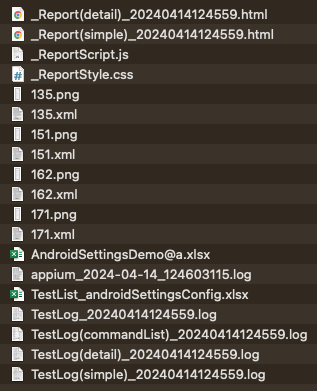 _Report(detail)_20240414124559.html
_Report(simple)_20240414124559.html
_ReportScript.js
_ReportStyle.css
135.png
135.xml
151.png
151.xml
162.png
162.xml
171.png
171.xml
AndroidSettingsDemo@a.xlsx
appium_2024-04-14_124603115.log
TestList_androidSettingsConfig.xlsx
TestLog_20240414124559.log
TestLog(commandList)_20240414124559.log
TestLog(detail)_20240414124559.log
TestLog(simple)_20240414124559.log